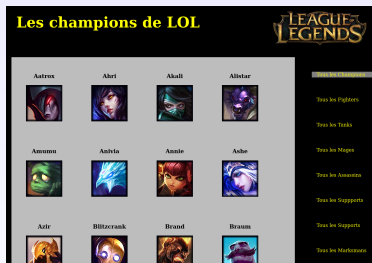 Les champions de LOL
LEAGUE
LEGENDS
Aatrox Ahri Akali Alistar
Amumu Anivia Annie Ashe
Azir Blitzcrank Brand Braum
Tous les Champions
Tous les Fighters
Tous les Tanks
Tous les Mages
Tous les Assassins
Tous les Suppports
Tous les Supports
Tous les Marksmans